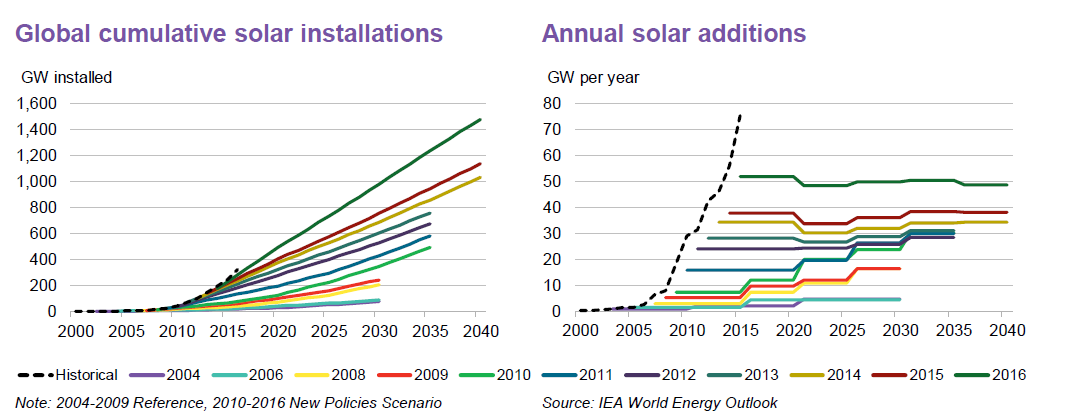 Global cumulative solar installations
GW installed
1,600
1,400
1,200
1,000
800
600
400
200
0
2000 2005 2010 2015 2020 2025 2030 2035 2040
Annual solar additions
GW per year
80
70
60
50
40
30
20
10
0
2000 2005 2010 2015 2020 2025 2030 2035 2040
Historical 2004 2006 2008 2009 2010 2011 2012 2013 2014 2015 2016
Note: 2004-2009 Reference, 2010-2016 New Policies Scenario
Source: IEA World Energy Outlook